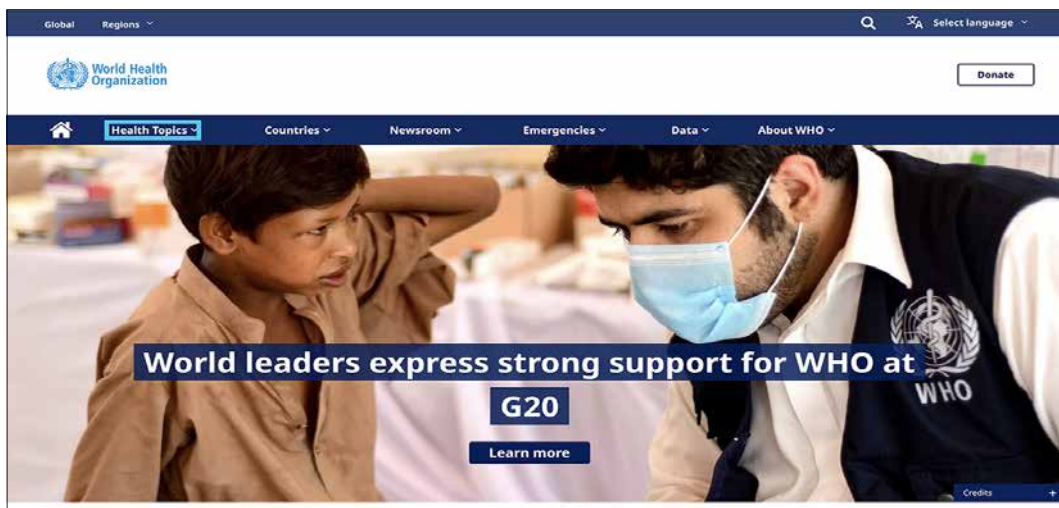 Global Regions Select language
World Health
Organization
Donate
Health Topics Countries Newsroom Emergencies Data About WHO
World leaders express strong support for WHO at
G20
Learn more
WHO
Credits +